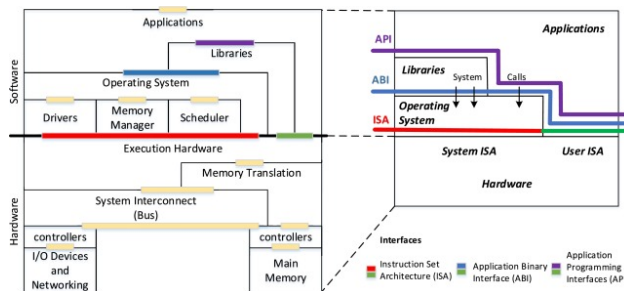 Applications
Libraries
Operating System
Drivers
Memory
Manager
Scheduler
Software
Execution Hardware
Memory Translation
System Interconnect
(Bus)
Hardware
controllers
controllers
I/O Devices and
Networking
Main
Memory
API
Applications
Libraries
System
Calls
ABI
Operating
System
ISA
System ISA
User ISA
Hardware
Interfaces
Instruction Set
Architecture (ISA)
Application Binary
Interface (ABI)
Application
Programming
Interfaces (AP